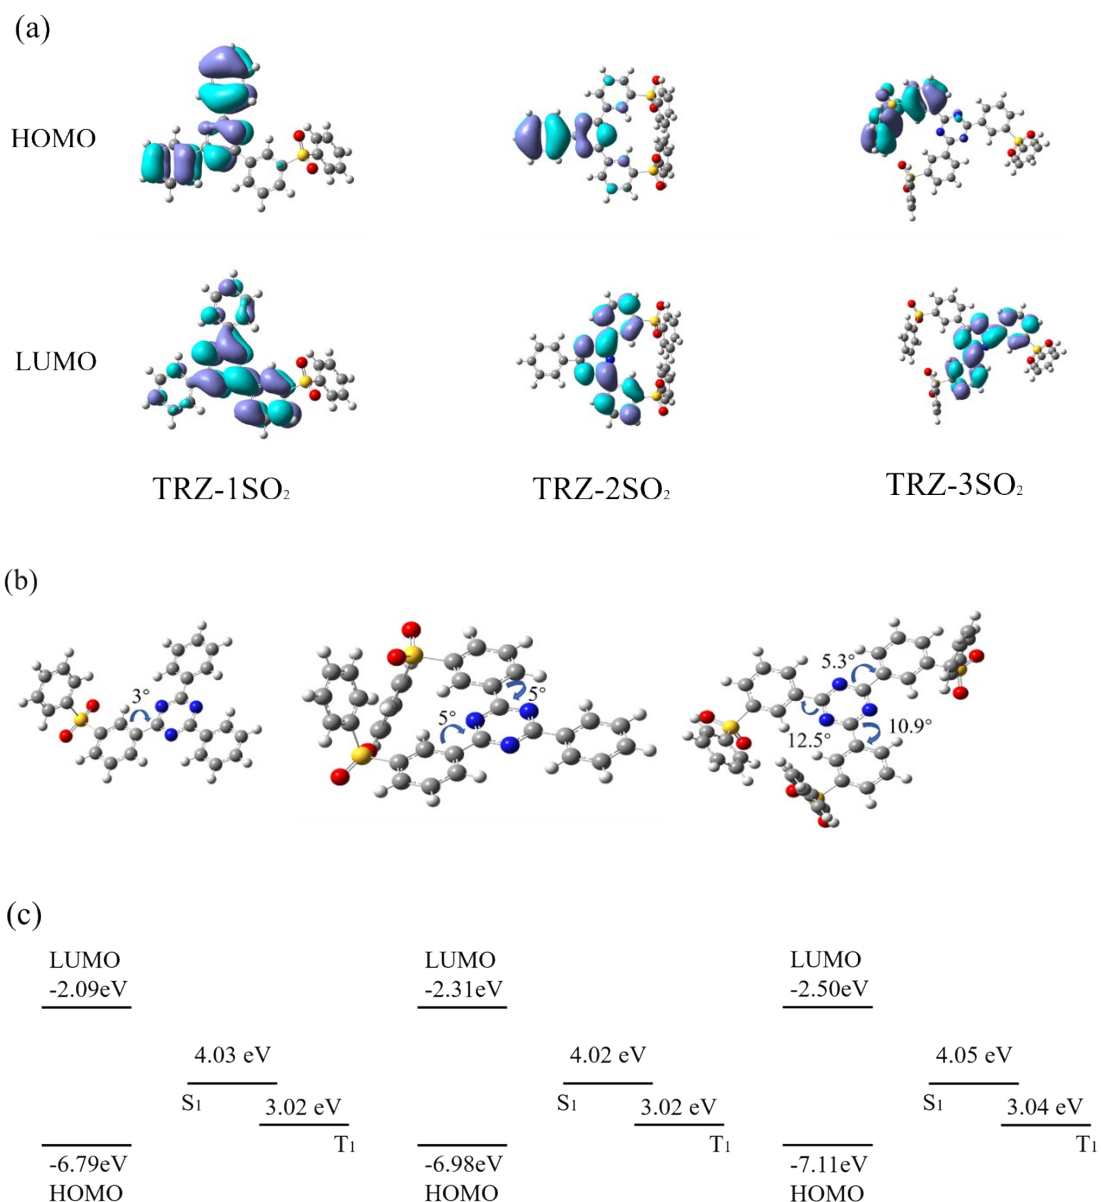 (a)
HOMO
LUMO
TRZ-1SO₂ TRZ-2SO₂ TRZ-3SO₂
(b)
3°
5°
5°
5.3°
12.5°
10.9°
(c)
LUMO LUMO LUMO
-2.09eV -2.31eV -2.50eV
4.03 eV 4.02 eV 4.05 eV
S₁ 3.02 eV S₁ 3.02 eV S₁ 3.04 eV
T₁ T₁ T₁
-6.79eV -6.98eV -7.11eV
HOMO HOMO HOMO